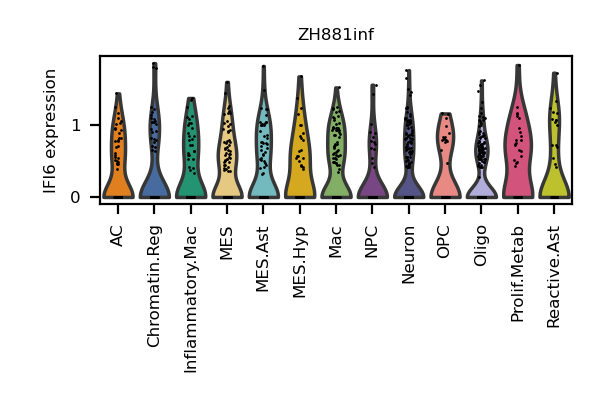 ZH881inf
IFI6 expression
1
0
AC
Chromatin.Reg
Inflammatory.Mac
MES
MES.Ast
MES.Hyp
Mac
NPC
Neuron
OPC
Oligo
Prolif.Metab
Reactive.Ast